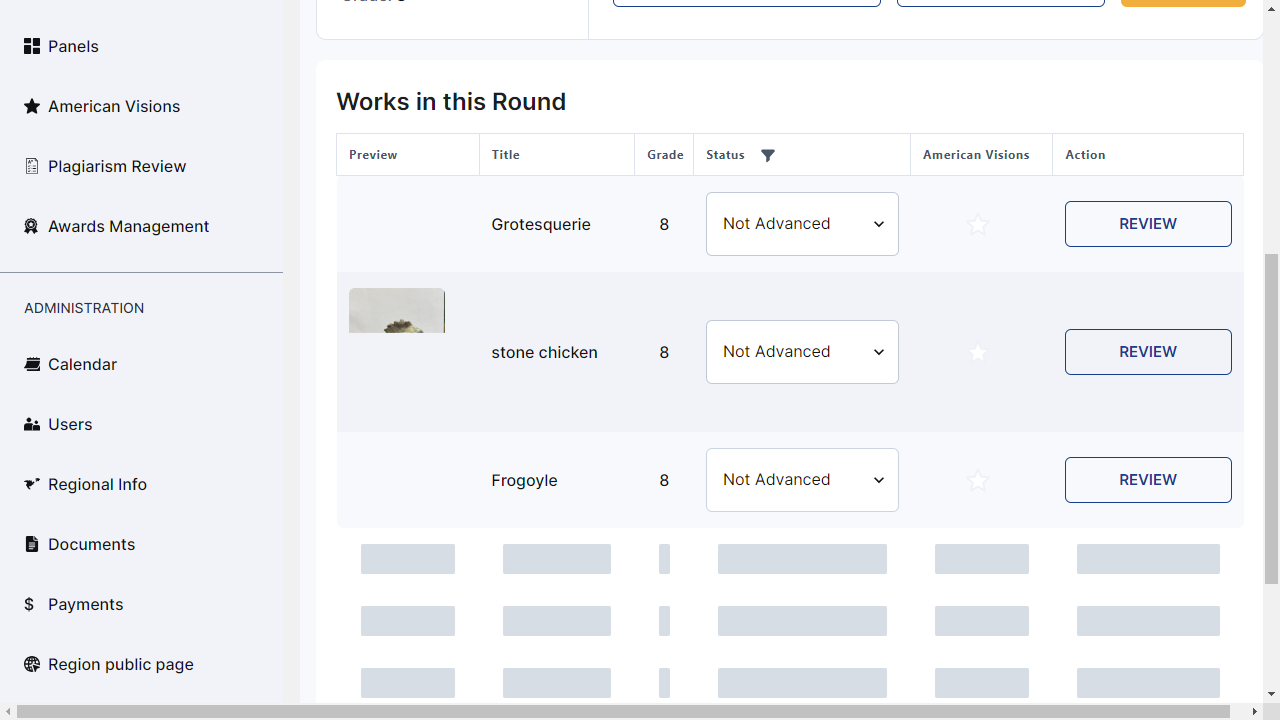 Panels
American Visions
Plagiarism Review
Awards Management
ADMINISTRATION
Calendar
Users
Regional Info
Documents
Payments
Region public page
Works in this Round
Preview Title Grade Status American Visions Action
Grotesquerie 8 Not Advanced REVIEW
stone chicken 8 Not Advanced REVIEW
Frogoyle 8 Not Advanced REVIEW